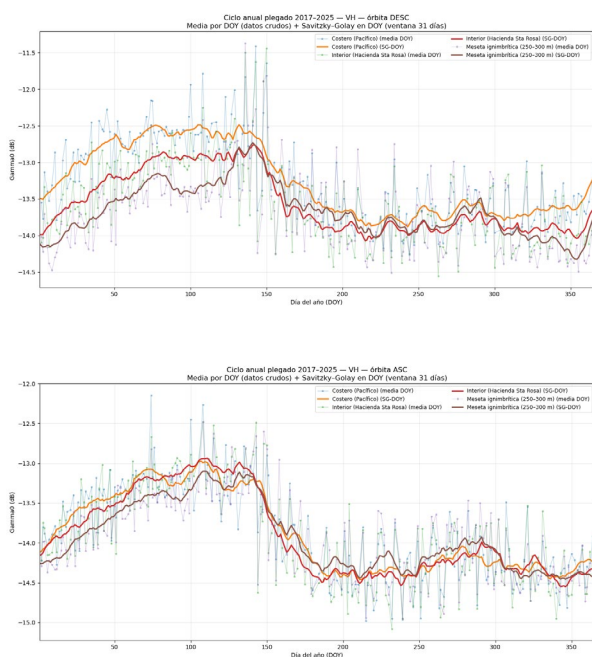 Ciclo anual plegado 2017–2025 — VH — órbita DESC
Media por DOY (datos crudos) + Savitzky–Golay en DOY (ventana 31 días)
Costero (Pacífico) (media DOY)
Costero (Pacífico) (SG-DOY)
Interior (Hacienda Sta Rosa) (media DOY)
Interior (Hacienda Sta Rosa) (SG-DOY)
Meseta ignimbrítica (250–300 m) (media DOY)
Meseta ignimbrítica (250–300 m) (SG-DOY)
Gamma0 (dB)
−11.5
−12.0
−12.5
−13.0
−13.5
−14.0
−14.5
50
100
150
200
250
300
350
Día del año (DOY)
Ciclo anual plegado 2017–2025 — VH — órbita ASC
Media por DOY (datos crudos) + Savitzky–Golay en DOY (ventana 31 días)
Costero (Pacífico) (media DOY)
Costero (Pacífico) (SG-DOY)
Interior (Hacienda Sta Rosa) (media DOY)
Interior (Hacienda Sta Rosa) (SG-DOY)
Meseta ignimbrítica (250–300 m) (media DOY)
Meseta ignimbrítica (250–300 m) (SG-DOY)
Gamma0 (dB)
−12.0
−12.5
−13.0
−13.5
−14.0
−14.5
−15.0
50
100
150
200
250
300
350
Día del año (DOY)